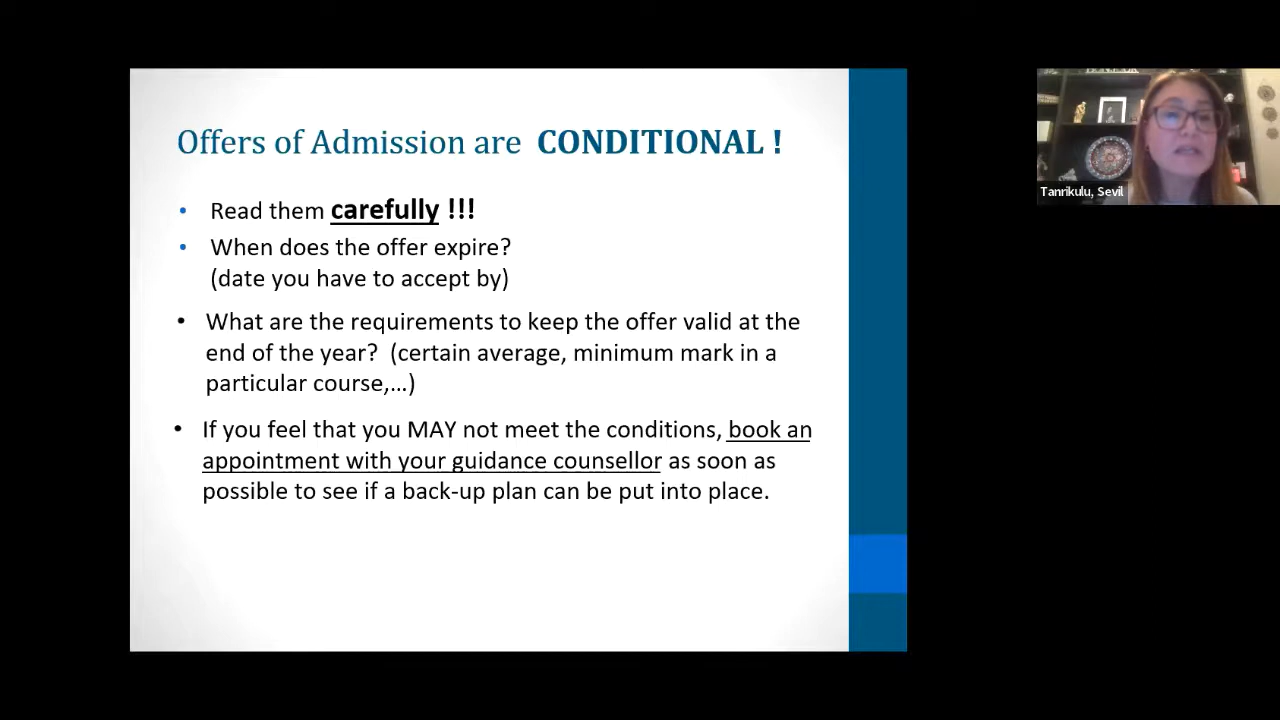 Offers of Admission are CONDITIONAL !
• Read them carefully !!!
• When does the offer expire?
(date you have to accept by)
• What are the requirements to keep the offer valid at the
end of the year? (certain average, minimum mark in a
particular course,…)
• If you feel that you MAY not meet the conditions, book an
appointment with your guidance counsellor as soon as
possible to see if a back-up plan can be put into place.
Tanrikulu, Sevil